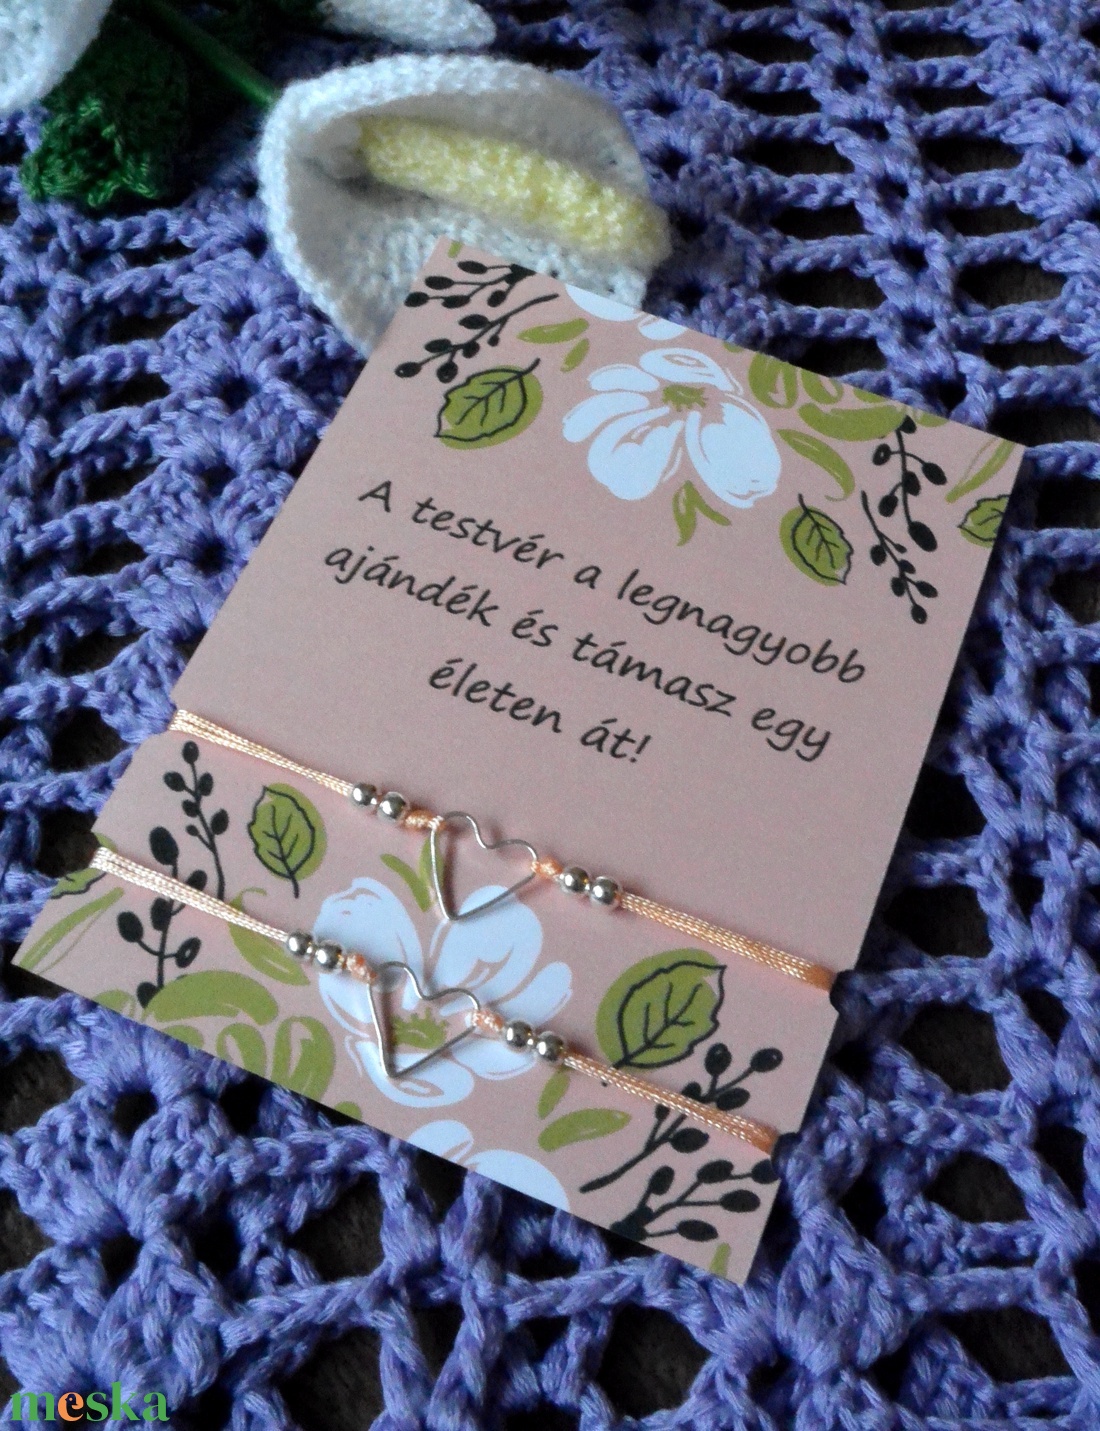 A testvér a legnagyobb
ajándék és támasz egy
életen át!
meska